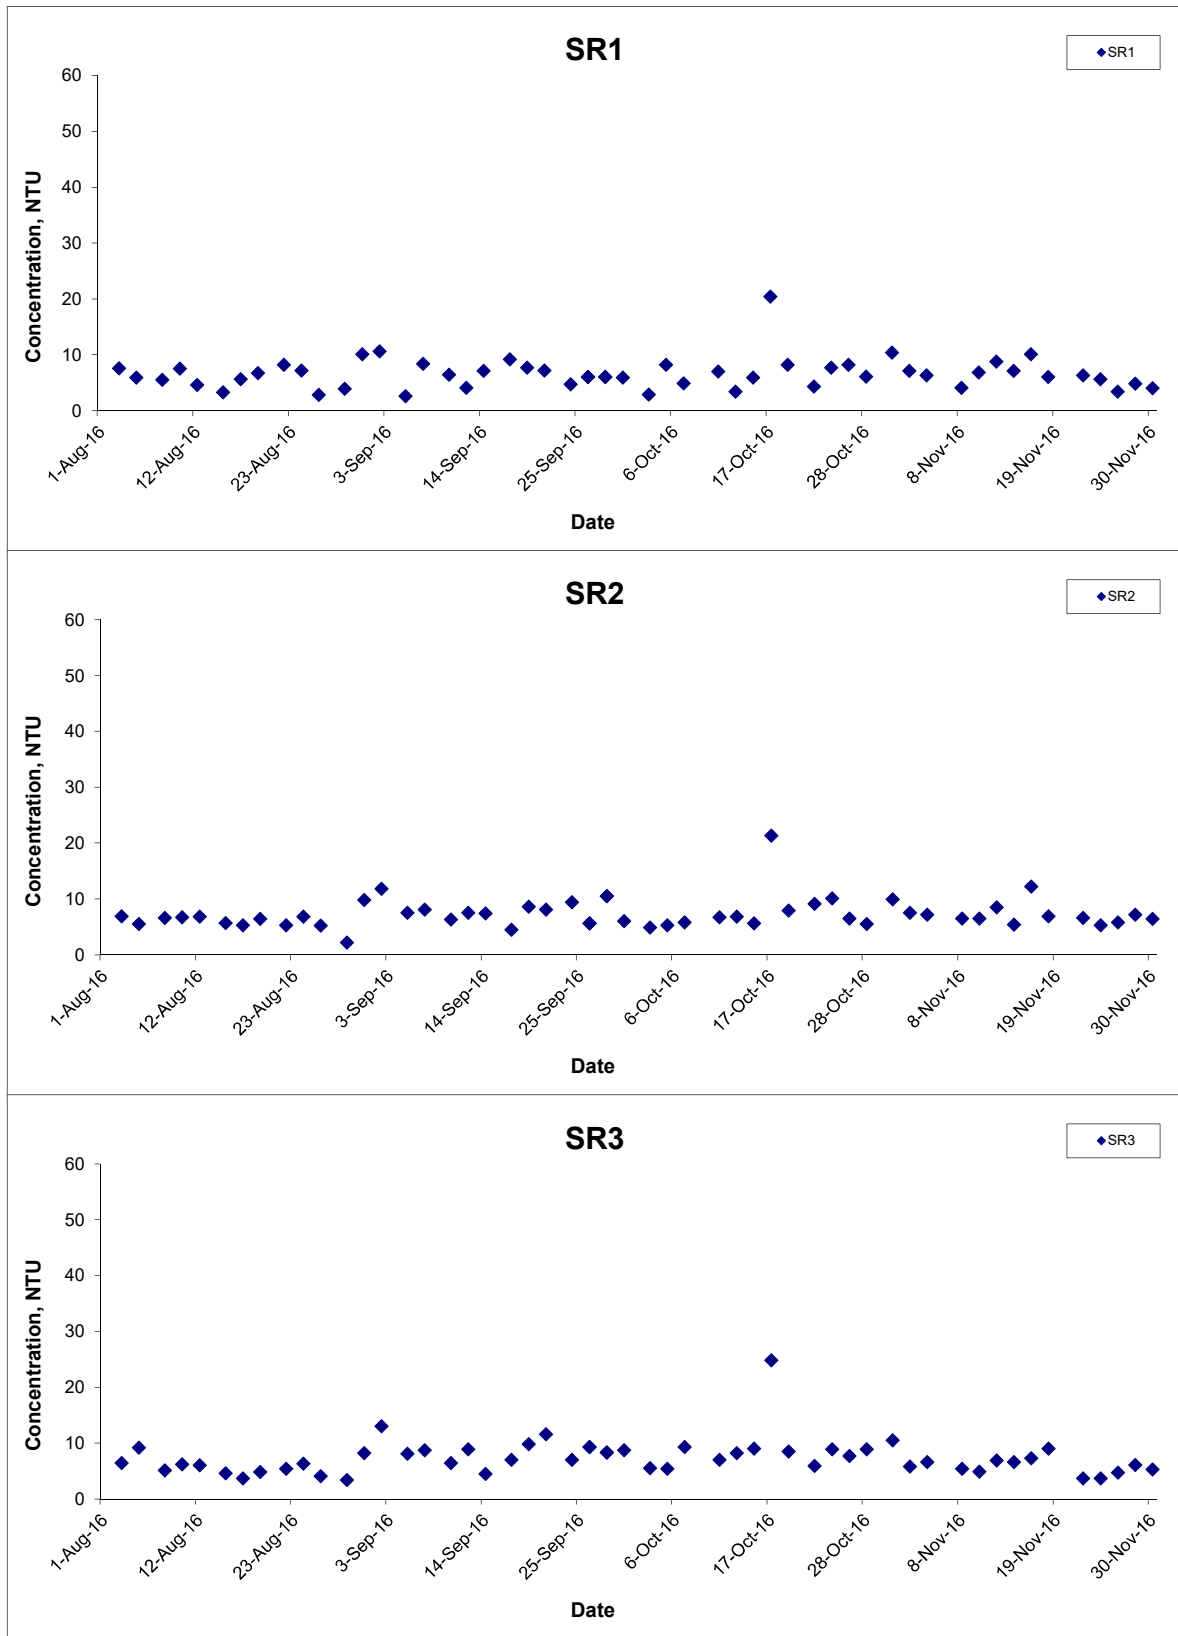 SR1
SR1
60
50
40
30
20
10
0
Concentration, NTU
1-Aug-16
12-Aug-16
23-Aug-16
3-Sep-16
14-Sep-16
25-Sep-16
6-Oct-16
17-Oct-16
28-Oct-16
8-Nov-16
19-Nov-16
30-Nov-16
Date
SR2
SR2
60
50
40
30
20
10
0
Concentration, NTU
1-Aug-16
12-Aug-16
23-Aug-16
3-Sep-16
14-Sep-16
25-Sep-16
6-Oct-16
17-Oct-16
28-Oct-16
8-Nov-16
19-Nov-16
30-Nov-16
Date
SR3
SR3
60
50
40
30
20
10
0
Concentration, NTU
1-Aug-16
12-Aug-16
23-Aug-16
3-Sep-16
14-Sep-16
25-Sep-16
6-Oct-16
17-Oct-16
28-Oct-16
8-Nov-16
19-Nov-16
30-Nov-16
Date